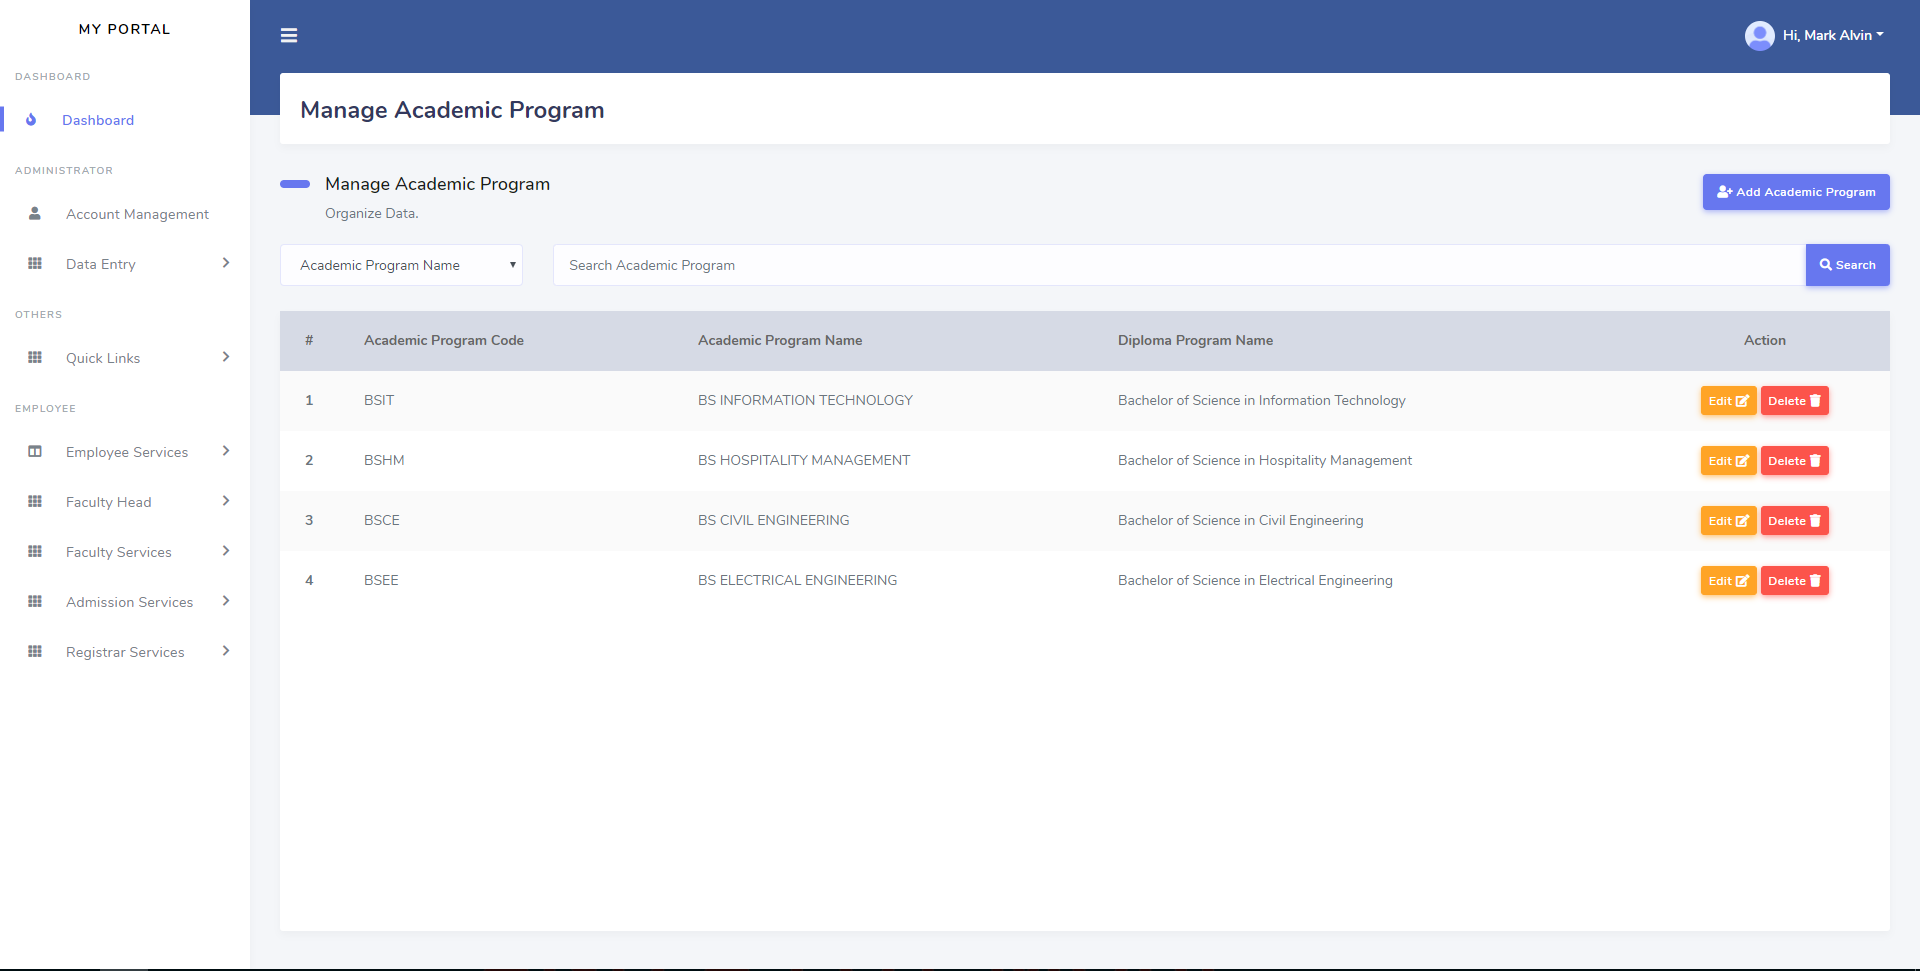 MY PORTAL
Hi, Mark Alvin
DASHBOARD
Dashboard
ADMINISTRATOR
Account Management
Data Entry
OTHERS
Quick Links
EMPLOYEE
Employee Services
Faculty Head
Faculty Services
Admission Services
Registrar Services
Manage Academic Program
Manage Academic Program
Organize Data.
Add Academic Program
Academic Program Name
Search Academic Program
Search
# Academic Program Code Academic Program Name Diploma Program Name Action
1 BSIT BS INFORMATION TECHNOLOGY Bachelor of Science in Information Technology Edit Delete
2 BSHM BS HOSPITALITY MANAGEMENT Bachelor of Science in Hospitality Management Edit Delete
3 BSCE BS CIVIL ENGINEERING Bachelor of Science in Civil Engineering Edit Delete
4 BSEE BS ELECTRICAL ENGINEERING Bachelor of Science in Electrical Engineering Edit Delete